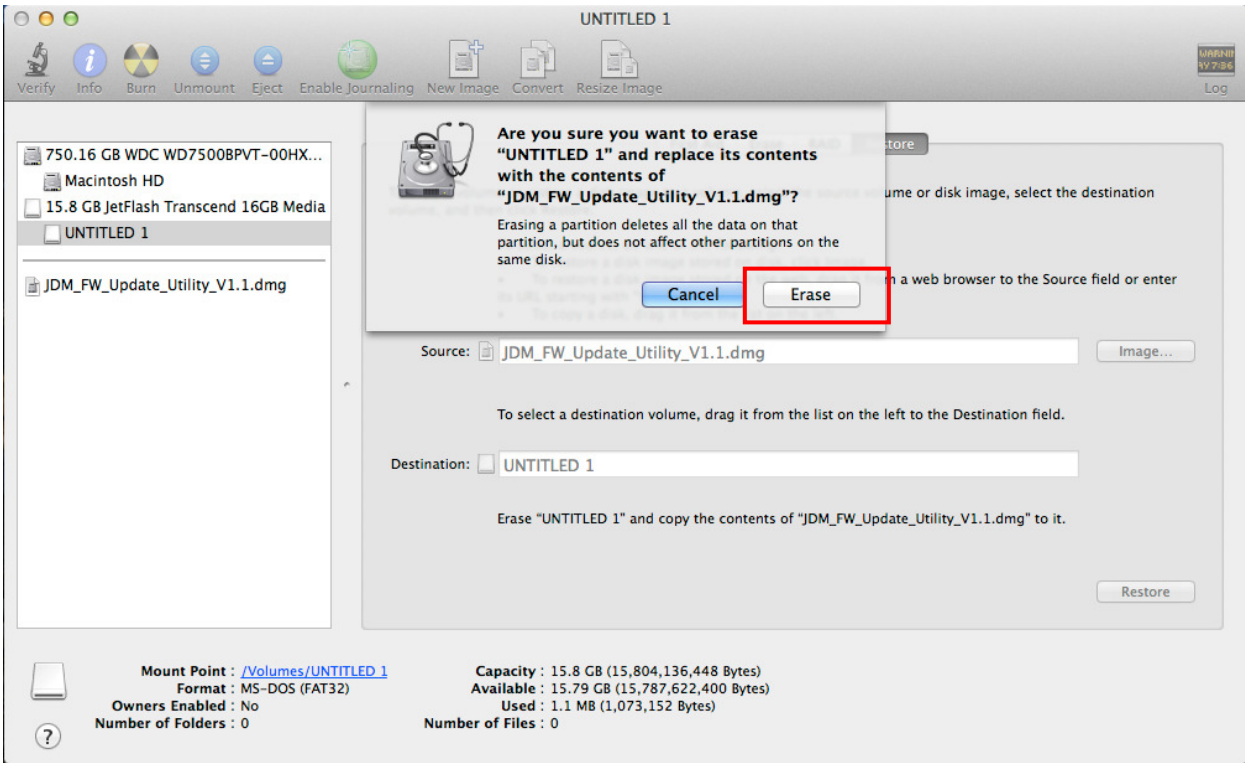 UNTITLED 1
WARNIN
AY 7:86
Verify Info Burn Unmount Eject Enable Journaling New Image Convert Resize Image Log
750.16 GB WDC WD7500BPVT-00HX...
Macintosh HD
15.8 GB JetFlash Transcend 16GB Media
UNTITLED 1
JDM_FW_Update_Utility_V1.1.dmg
Are you sure you want to erase
“UNTITLED 1” and replace its contents
with the contents of
“JDM_FW_Update_Utility_V1.1.dmg”?
Erasing a partition deletes all the data on that
partition, but does not affect other partitions on the
same disk.
Cancel Erase
RAID store
ume or disk image, select the destination
a web browser to the Source field or enter
Source: JDM_FW_Update_Utility_V1.1.dmg Image...
To select a destination volume, drag it from the list on the left to the Destination field.
Destination: UNTITLED 1
Erase “UNTITLED 1” and copy the contents of “JDM_FW_Update_Utility_V1.1.dmg” to it.
Restore
Mount Point : /Volumes/UNTITLED 1 Capacity : 15.8 GB (15,804,136,448 Bytes)
Format : MS-DOS (FAT32) Available : 15.79 GB (15,787,622,400 Bytes)
Owners Enabled : No Used : 1.1 MB (1,073,152 Bytes)
Number of Folders : 0 Number of Files : 0
?